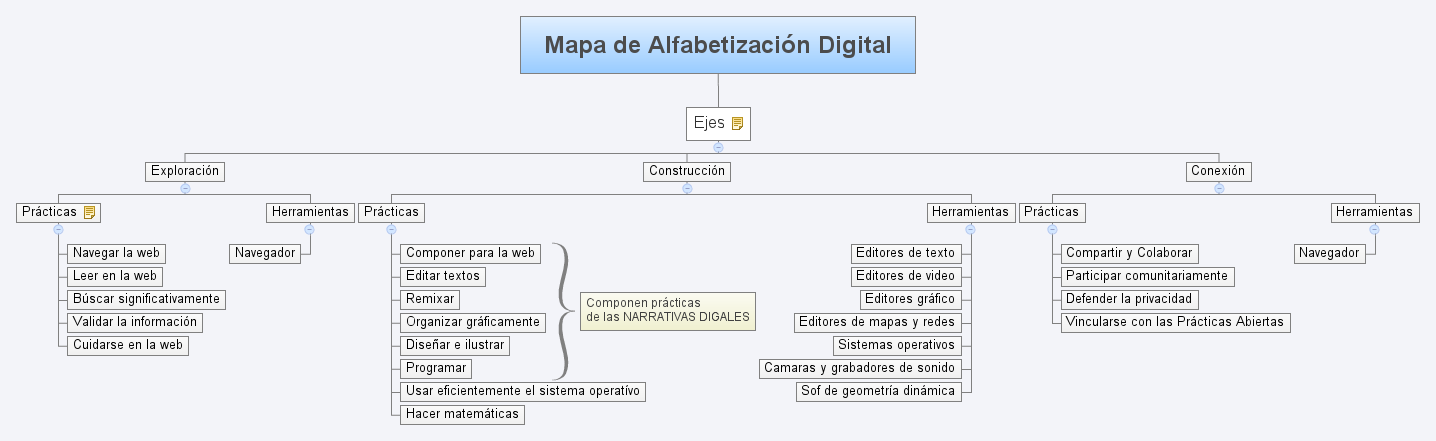 Mapa de Alfabetización Digital
Ejes
Exploración
Construcción
Conexión
Prácticas
Herramientas
Prácticas
Herramientas
Prácticas
Herramientas
Navegar la web
Leer en la web
Búscar significativamente
Validar la información
Cuidarse en la web
Navegador
Componer para la web
Editar textos
Remixar
Organizar gráficamente
Diseñar e ilustrar
Programar
Usar eficientemente el sistema operatívo
Hacer matemáticas
Componen prácticas
de las NARRATIVAS DIGALES
Editores de texto
Editores de video
Editores gráfico
Editores de mapas y redes
Sistemas operativos
Camaras y grabadores de sonido
Sof de geometría dinámica
Compartir y Colaborar
Participar comunitariamente
Defender la privacidad
Vincularse con las Prácticas Abiertas
Navegador